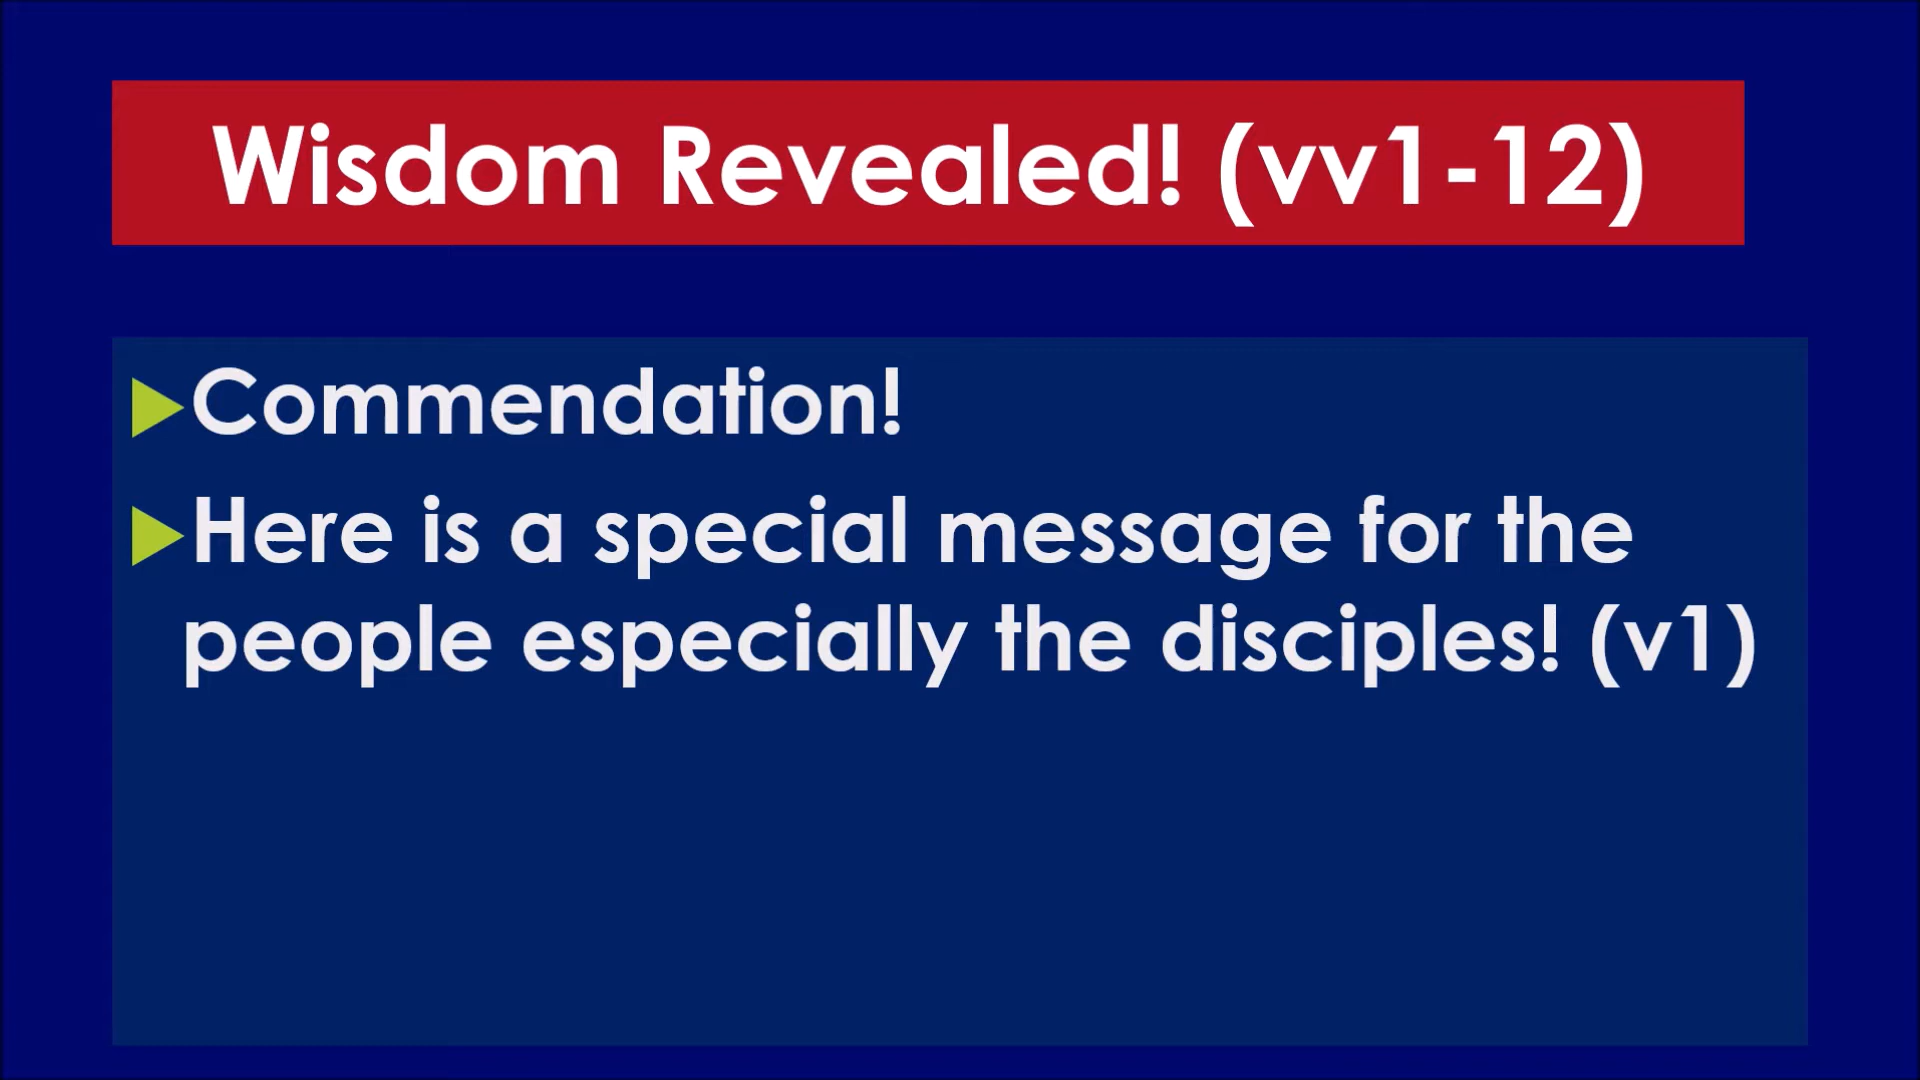 Wisdom Revealed! (vv1-12)
Commendation!
Here is a special message for the
people especially the disciples! (v1)